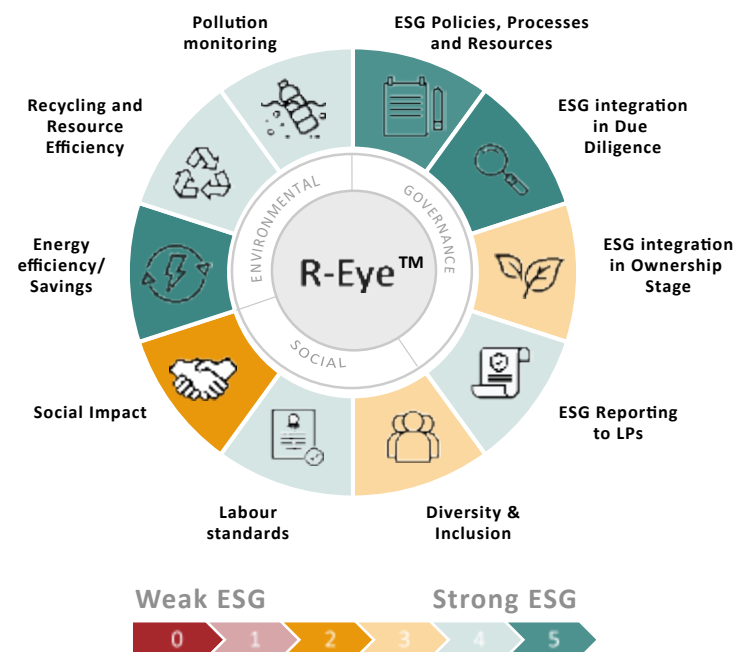 Pollution
monitoring
ESG Policies, Processes
and Resources
Recycling and
Resource
Efficiency
ESG integration
in Due
Diligence
ENVIRONMENTAL
GOVERNANCE
SOCIAL
R-Eye™
Energy
efficiency/
Savings
ESG integration
in Ownership
Stage
Social Impact
ESG Reporting
to LPs
Labour
standards
Diversity &
Inclusion
Weak ESG
Strong ESG
0 1 2 3 4 5